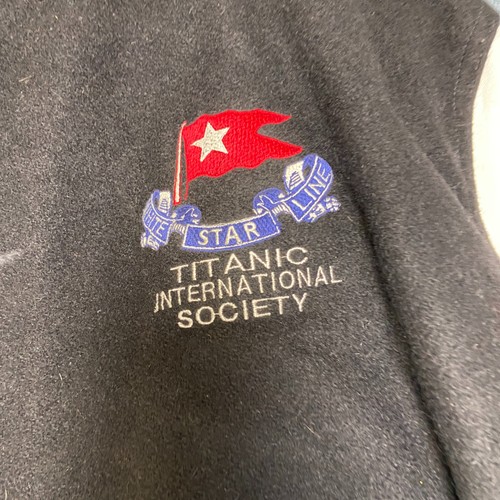 WHITE STAR LINE
TITANIC
INTERNATIONAL
SOCIETY